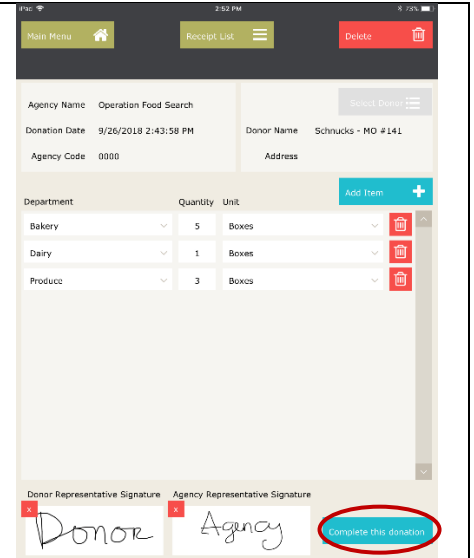 iPad 2:52 PM 73%
Main Menu Receipt List Delete
Select Donor
Agency Name Operation Food Search
Donation Date 9/26/2018 2:43:58 PM Donor Name Schnucks - MO #141
Agency Code 0000 Address
Add Item
Department Quantity Unit
Bakery 5 Boxes
Dairy 1 Boxes
Produce 3 Boxes
Donor Representative Signature Agency Representative Signature
x x
Donor Agency
Complete this donation